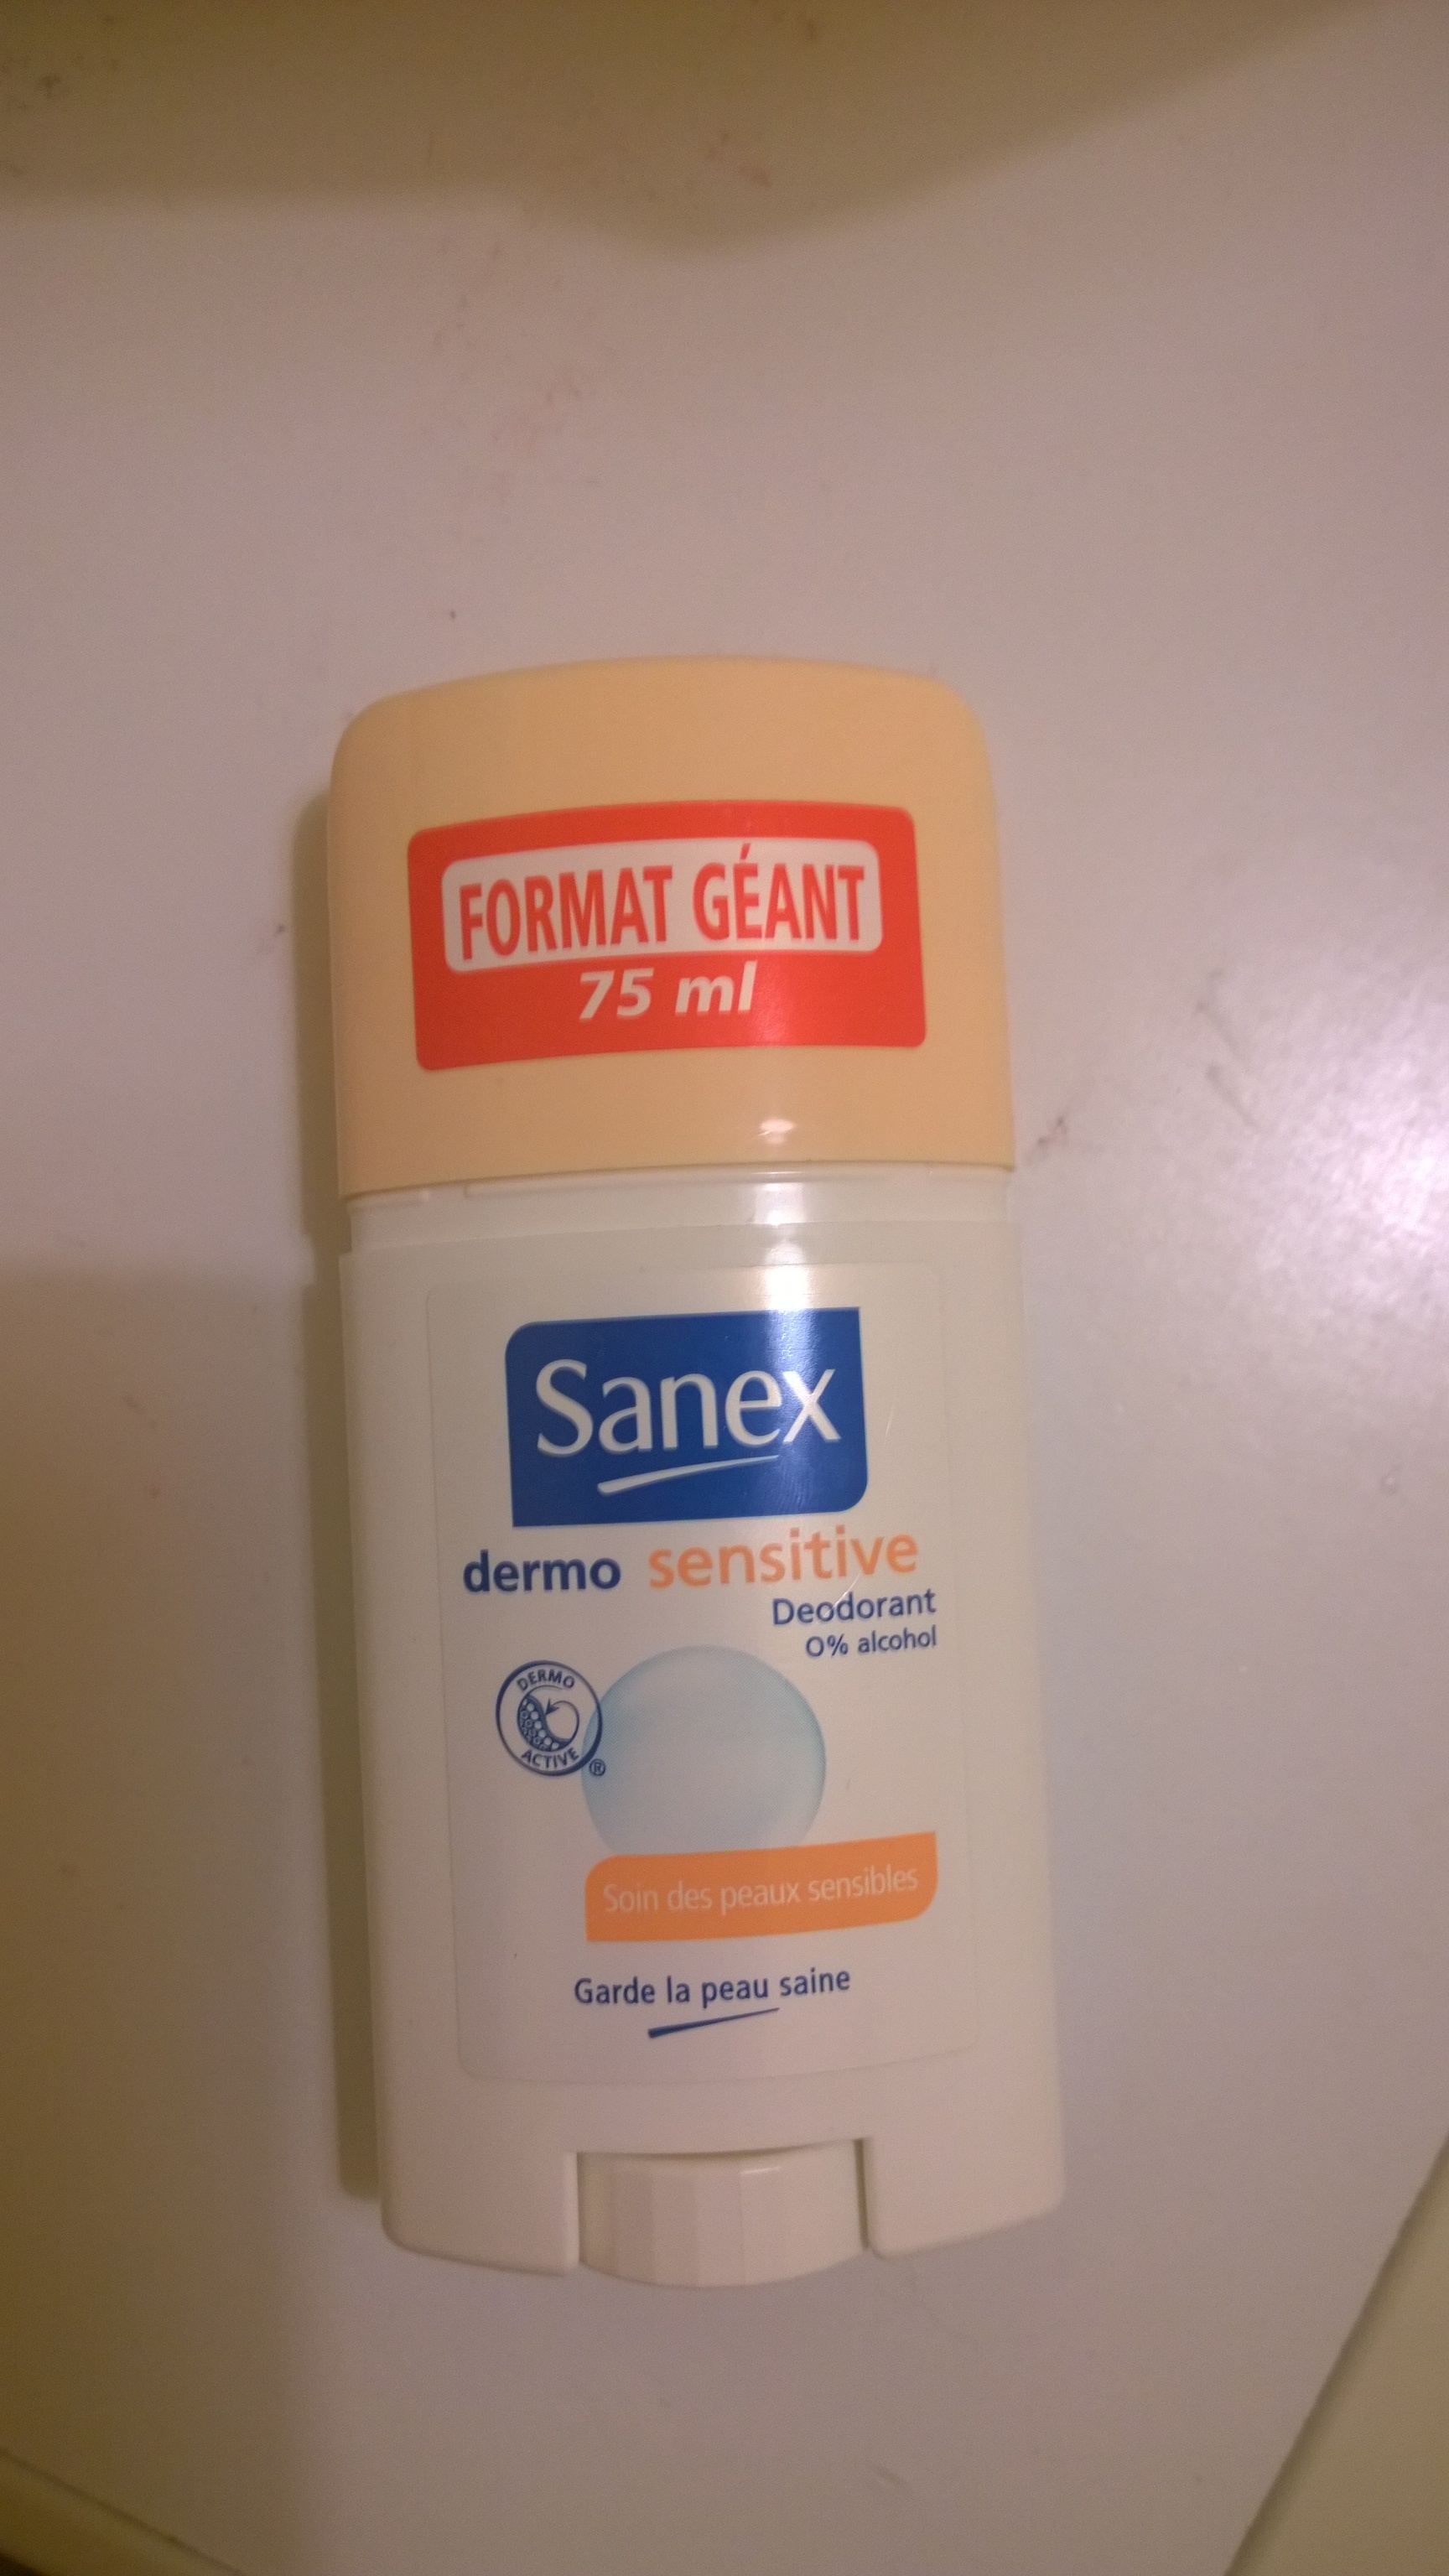 FORMAT GÉANT
75 ml
Sanex
dermo sensitive
Deodorant
0% alcohol
DERMO
ACTIVE
®
Soin des peaux sensibles
Garde la peau saine